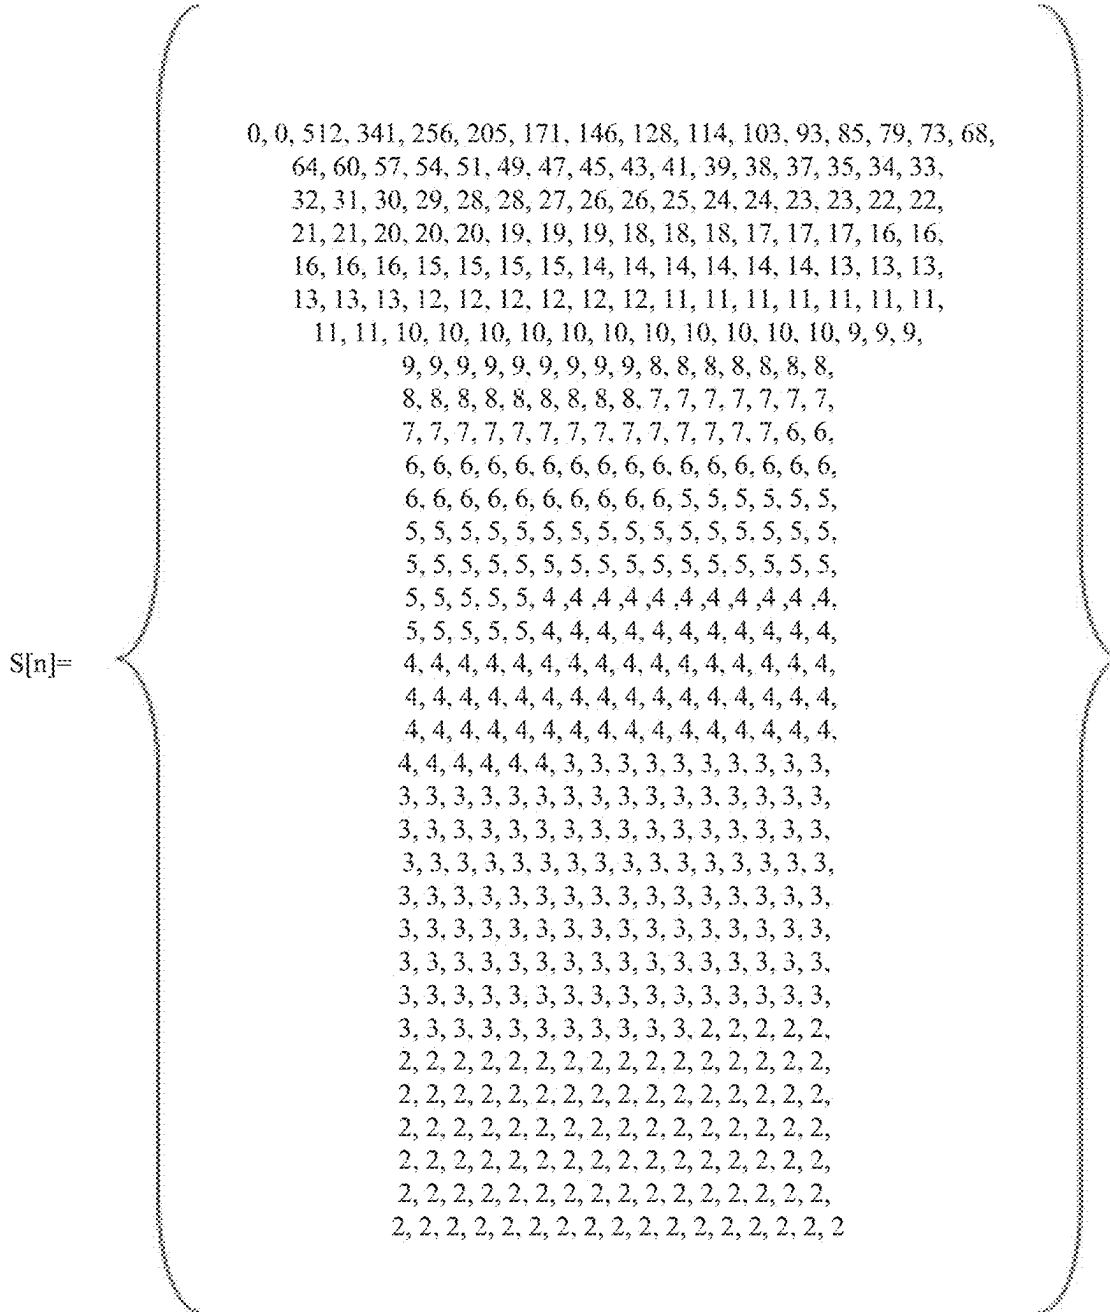 S[n]=
0, 0, 512, 341, 256, 205, 171, 146, 128, 114, 103, 93, 85, 79, 73, 68,
64, 60, 57, 54, 51, 49, 47, 45, 43, 41, 39, 38, 37, 35, 34, 33,
32, 31, 30, 29, 28, 28, 27, 26, 26, 25, 24, 24, 23, 23, 22, 22,
21, 21, 20, 20, 20, 19, 19, 19, 18, 18, 18, 17, 17, 17, 16, 16,
16, 16, 16, 15, 15, 15, 15, 14, 14, 14, 14, 14, 14, 13, 13, 13,
13, 13, 13, 12, 12, 12, 12, 12, 12, 11, 11, 11, 11, 11, 11, 11,
11, 11, 10, 10, 10, 10, 10, 10, 10, 10, 10, 10, 10, 9, 9, 9,
9, 9, 9, 9, 9, 9, 9, 9, 9, 8, 8, 8, 8, 8, 8, 8,
8, 8, 8, 8, 8, 8, 8, 8, 8, 7, 7, 7, 7, 7, 7, 7,
7, 7, 7, 7, 7, 7, 7, 7, 7, 7, 7, 7, 7, 7, 6, 6,
6, 6, 6, 6, 6, 6, 6, 6, 6, 6, 6, 6, 6, 6, 6, 6,
6, 6, 6, 6, 6, 6, 6, 6, 6, 6, 5, 5, 5, 5, 5, 5,
5, 5, 5, 5, 5, 5, 5, 5, 5, 5, 5, 5, 5, 5, 5, 5,
5, 5, 5, 5, 5, 5, 5, 5, 5, 5, 5, 5, 5, 5, 5, 5,
5, 5, 5, 5, 5, 4 ,4 ,4 ,4 ,4 ,4 ,4 ,4 ,4 ,4 ,4,
5, 5, 5, 5, 5, 4, 4, 4, 4, 4, 4, 4, 4, 4, 4, 4,
4, 4, 4, 4, 4, 4, 4, 4, 4, 4, 4, 4, 4, 4, 4, 4,
4, 4, 4, 4, 4, 4, 4, 4, 4, 4, 4, 4, 4, 4, 4, 4,
4, 4, 4, 4, 4, 4, 4, 4, 4, 4, 4, 4, 4, 4, 4, 4,
4, 4, 4, 4, 4, 4, 3, 3, 3, 3, 3, 3, 3, 3, 3, 3,
3, 3, 3, 3, 3, 3, 3, 3, 3, 3, 3, 3, 3, 3, 3, 3,
3, 3, 3, 3, 3, 3, 3, 3, 3, 3, 3, 3, 3, 3, 3, 3,
3, 3, 3, 3, 3, 3, 3, 3, 3, 3, 3, 3, 3, 3, 3, 3,
3, 3, 3, 3, 3, 3, 3, 3, 3, 3, 3, 3, 3, 3, 3, 3,
3, 3, 3, 3, 3, 3, 3, 3, 3, 3, 3, 3, 3, 3, 3, 3,
3, 3, 3, 3, 3, 3, 3, 3, 3, 3, 3, 3, 3, 3, 3, 3,
3, 3, 3, 3, 3, 3, 3, 3, 3, 3, 3, 3, 3, 3, 3, 3,
3, 3, 3, 3, 3, 3, 3, 3, 3, 3, 3, 2, 2, 2, 2, 2,
2, 2, 2, 2, 2, 2, 2, 2, 2, 2, 2, 2, 2, 2, 2, 2,
2, 2, 2, 2, 2, 2, 2, 2, 2, 2, 2, 2, 2, 2, 2, 2,
2, 2, 2, 2, 2, 2, 2, 2, 2, 2, 2, 2, 2, 2, 2, 2,
2, 2, 2, 2, 2, 2, 2, 2, 2, 2, 2, 2, 2, 2, 2, 2,
2, 2, 2, 2, 2, 2, 2, 2, 2, 2, 2, 2, 2, 2, 2, 2,
2, 2, 2, 2, 2, 2, 2, 2, 2, 2, 2, 2, 2, 2, 2, 2, 2